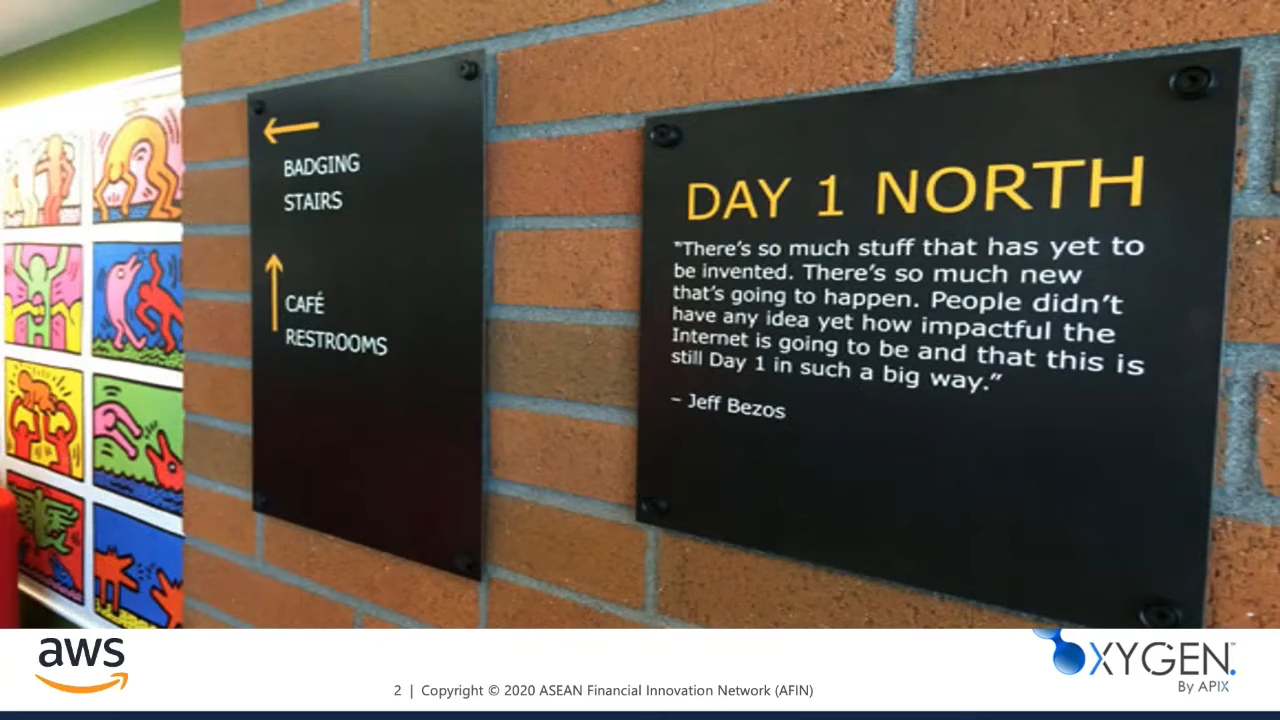 BADGING
STAIRS
CAFÉ
RESTROOMS
DAY 1 NORTH
"There's so much stuff that has yet to
be invented. There's so much new
that's going to happen. People didn't
have any idea yet how impactful the
Internet is going to be and that this is
still Day 1 in such a big way."
– Jeff Bezos
aws
2 | Copyright © 2020 ASEAN Financial Innovation Network (AFIN)
OXYGEN.™
By APIX